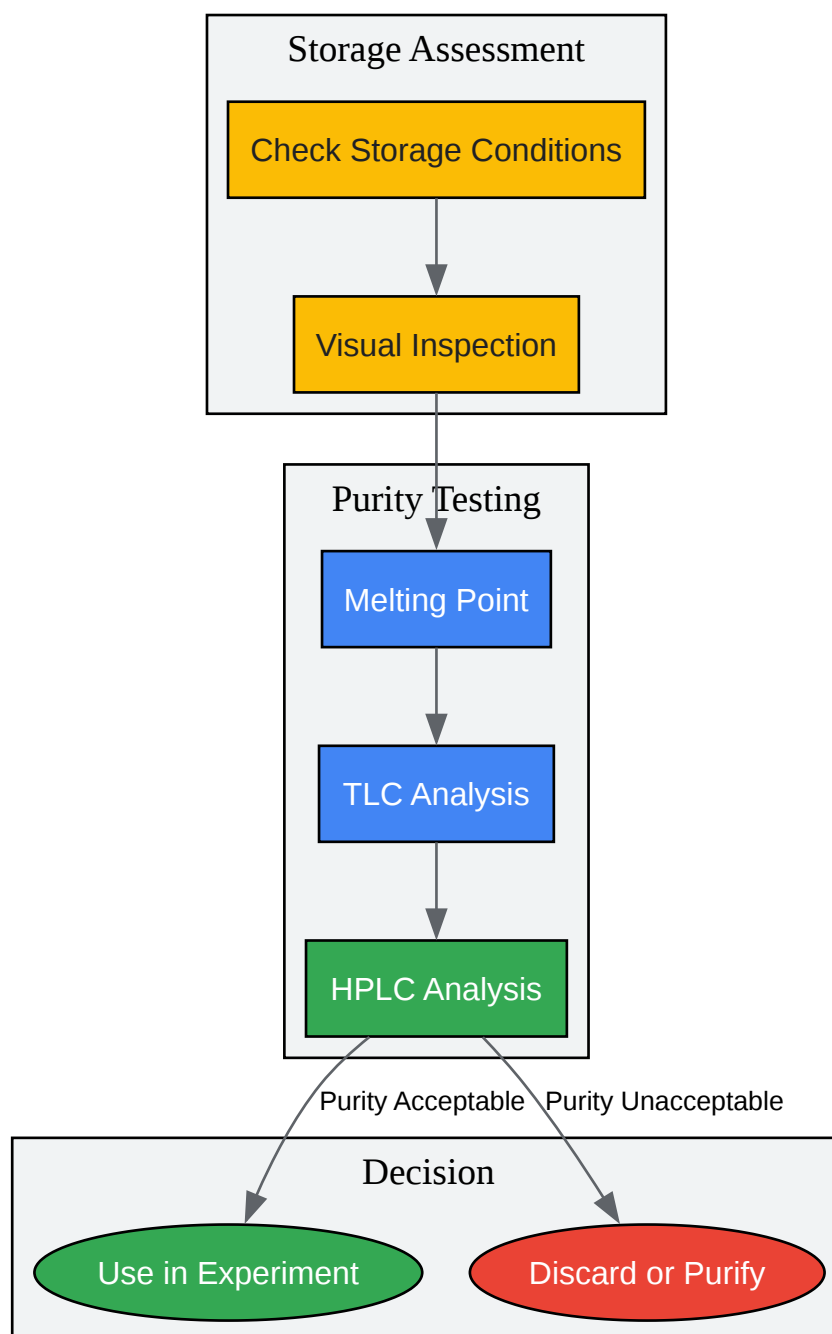 Storage Assessment
Check Storage Conditions
Visual Inspection
Purity Testing
Melting Point
TLC Analysis
HPLC Analysis
Purity Acceptable
Purity Unacceptable
Decision
Use in Experiment
Discard or Purify